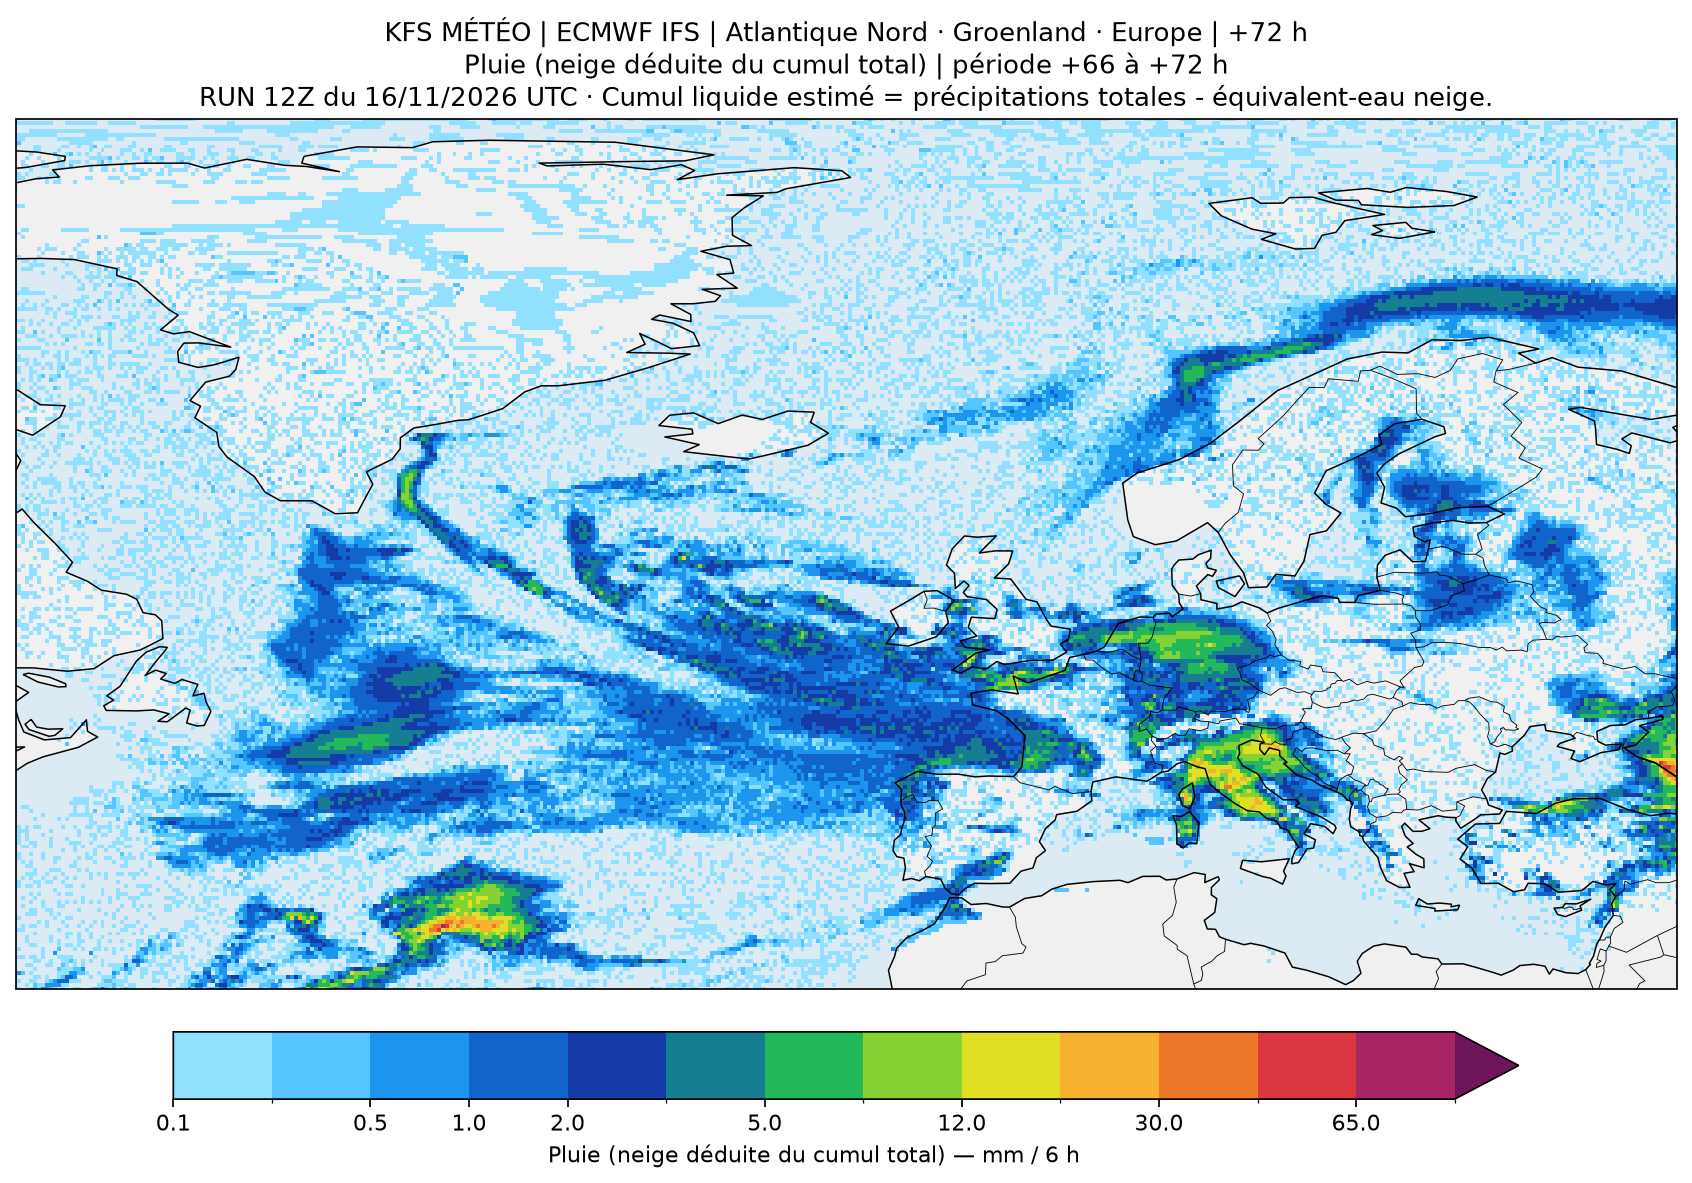 KFS MÉTÉO | ECMWF IFS | Atlantique Nord · Groenland · Europe | +72 h
Pluie (neige déduite du cumul total) | période +66 à +72 h
RUN 12Z du 16/11/2026 UTC · Cumul liquide estimé = précipitations totales - équivalent-eau neige.
0.1 0.5 1.0 2.0 5.0 12.0 30.0 65.0
Pluie (neige déduite du cumul total) — mm / 6 h